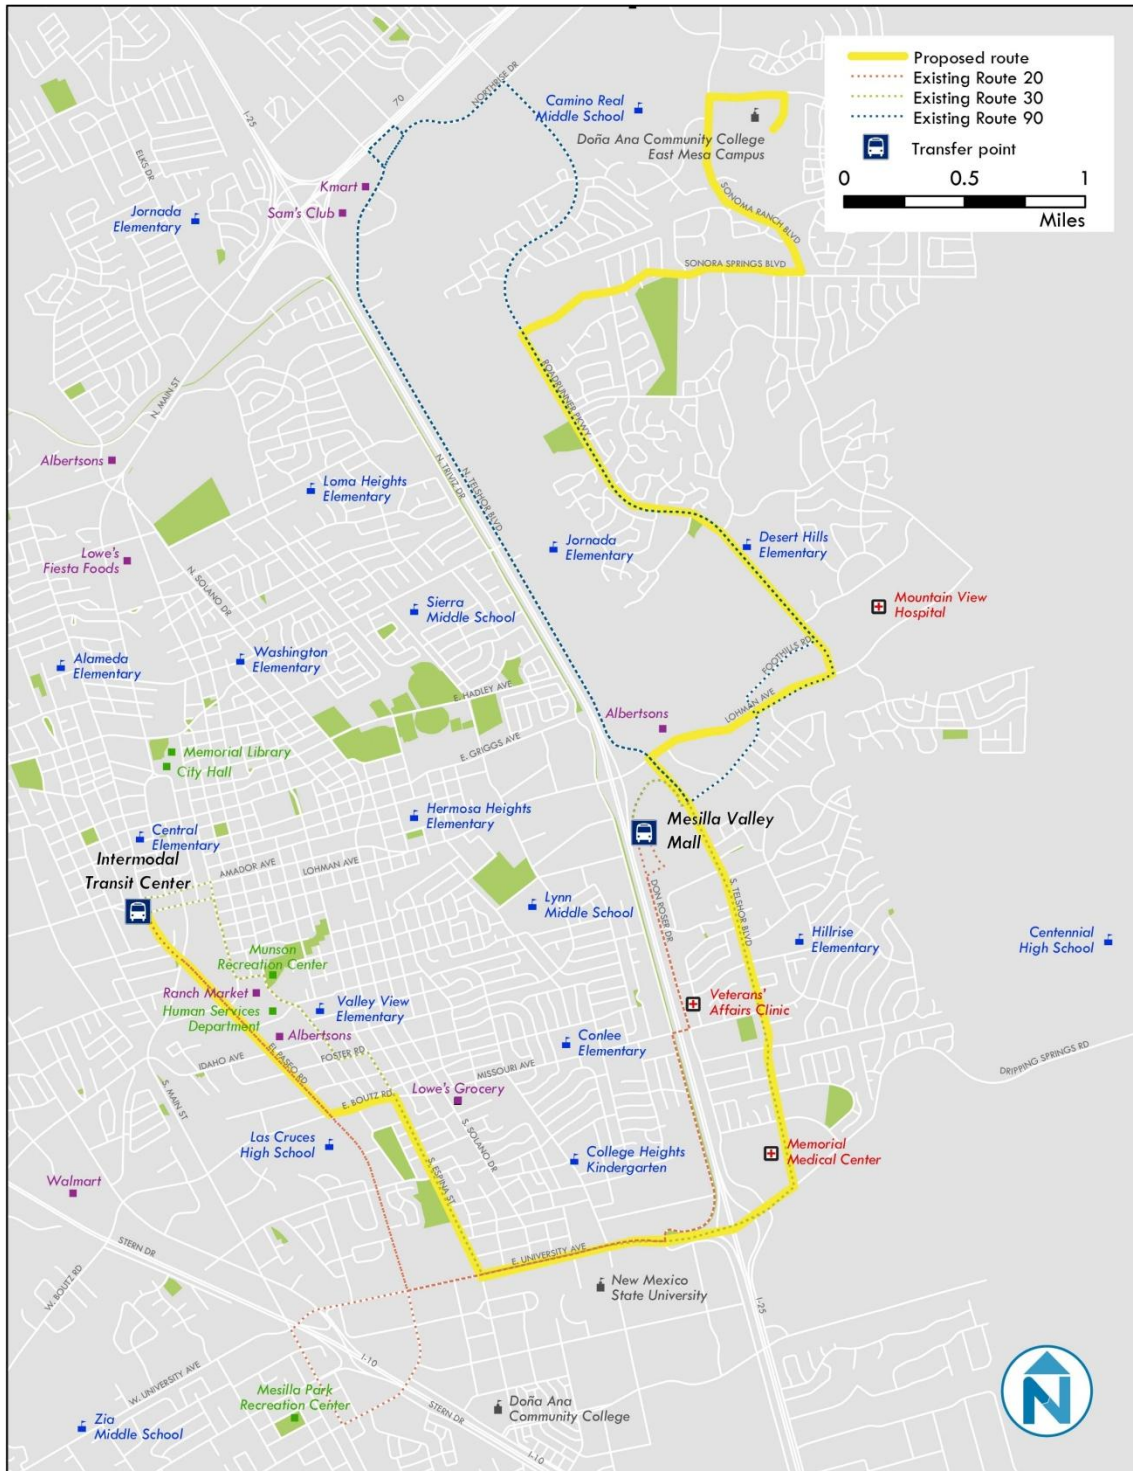 Proposed route
Existing Route 20
Existing Route 30
Existing Route 90
Transfer point
0 0.5 1
Miles
NORTHRISE DR
70
I-25
Camino Real
Middle School
Doña Ana Community College
East Mesa Campus
ELKS DR
Kmart
Sam's Club
Jornada
Elementary
SONOMA RANCH BLVD
SONORA SPRINGS BLVD
ROADRUNNER PKWY
N. MAIN ST
Albertsons
N. TRIVIZ DR
N. TELSHOR BLVD
Loma Heights
Elementary
Jornada
Elementary
Desert Hills
Elementary
Lowe's
Fiesta Foods
N. SOLANO DR
Sierra
Middle School
Mountain View
Hospital
Alameda
Elementary
Washington
Elementary
FOOTHILLS RD
E. HADLEY AVE
LOHMAN AVE
Albertsons
E. GRIGGS AVE
Memorial Library
City Hall
Hermosa Heights
Elementary
Mesilla Valley
Mall
Central
Elementary
Intermodal
Transit Center
AMADOR AVE
LOHMAN AVE
DON ROSER DR
S. TELSHOR BLVD
Lynn
Middle School
Hillrise
Elementary
Centennial
High School
Munson
Recreation Center
Ranch Market
Human Services
Department
Valley View
Elementary
Veterans'
Affairs Clinic
Albertsons
Conlee
Elementary
IDAHO AVE
EL PASEO RD
FOSTER RD
MISSOURI AVE
DRIPPING SPRINGS RD
S. MAIN ST
E. BOUTZ RD
Lowe's Grocery
S. SOLANO DR
Las Cruces
High School
S. ESPINA ST
College Heights
Kindergarten
Memorial
Medical Center
Walmart
STERN DR
W. BOUTZ RD
E. UNIVERSITY AVE
New Mexico
State University
I-25
I-10
W. UNIVERSITY AVE
Mesilla Park
Recreation Center
STERN DR
Doña Ana
Community College
Zia
Middle School
I-10
N